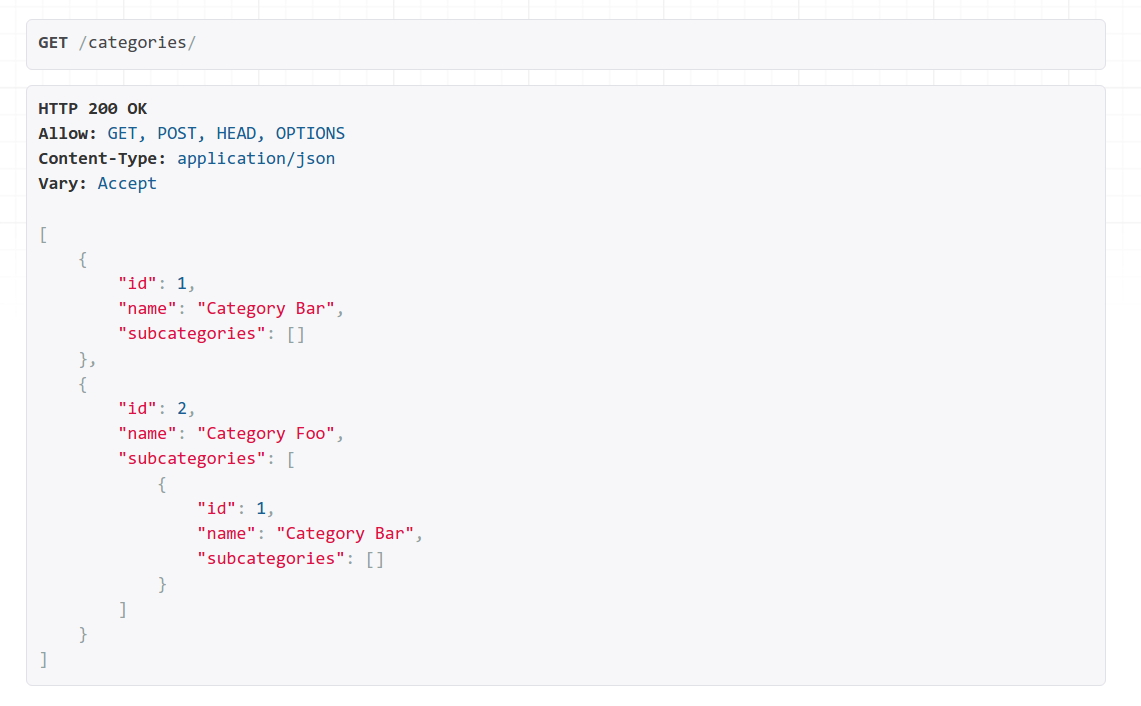 GET /categories/
HTTP 200 OK
Allow: GET, POST, HEAD, OPTIONS
Content-Type: application/json
Vary: Accept
[
    {
        "id": 1,
        "name": "Category Bar",
        "subcategories": []
    },
    {
        "id": 2,
        "name": "Category Foo",
        "subcategories": [
            {
                "id": 1,
                "name": "Category Bar",
                "subcategories": []
            }
        ]
    }
]